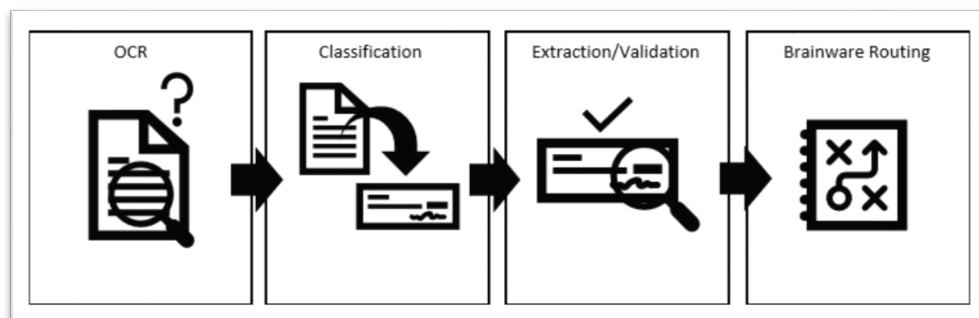 OCR
Classification
Extraction/Validation
Brainware Routing
?